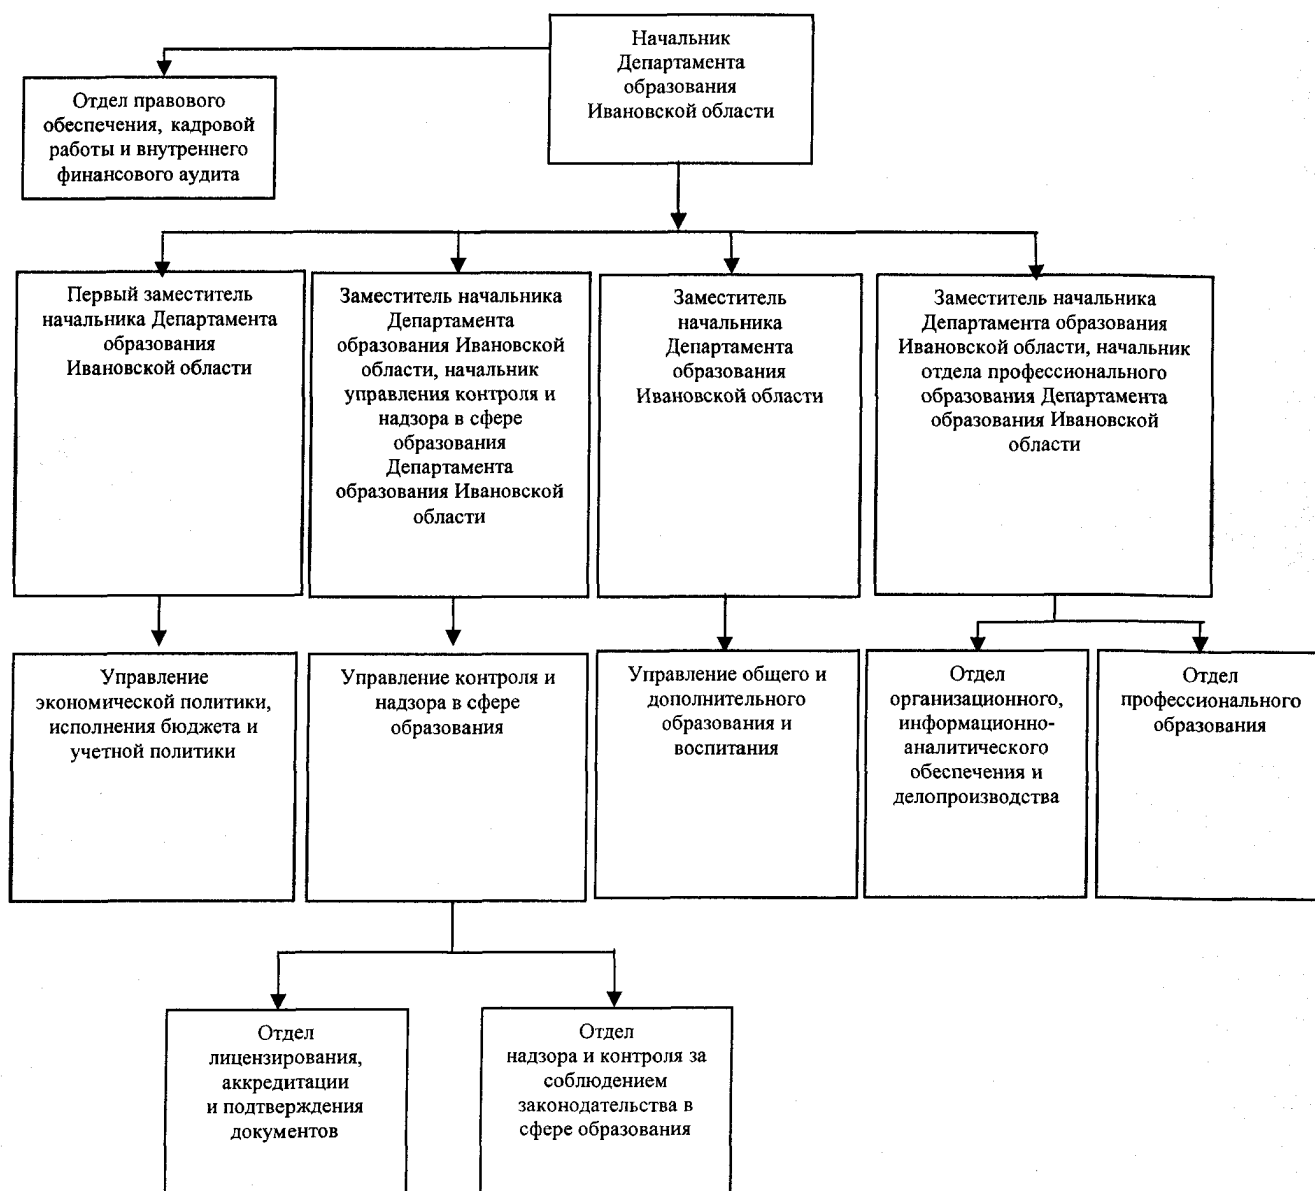 Начальник
Департамента
образования
Ивановской области
Отдел правового
обеспечения, кадровой
работы и внутреннего
финансового аудита
Первый заместитель
начальника Департамента
образования
Ивановской области
Заместитель начальника
Департамента
образования Ивановской
области, начальник
управления контроля и
надзора в сфере
образования
Департамента
образования Ивановской
области
Заместитель
начальника
Департамента
образования
Ивановской области
Заместитель начальника
Департамента образования
Ивановской области, начальник
отдела профессионального
образования Департамента
образования Ивановской
области
Управление
экономической политики,
исполнения бюджета и
учетной политики
Управление контроля и
надзора в сфере
образования
Управление общего и
дополнительного
образования и
воспитания
Отдел
организационного,
информационно-
аналитического
обеспечения и
делопроизводства
Отдел
профессионального
образования
Отдел
лицензирования,
аккредитации
и подтверждения
документов
Отдел
надзора и контроля за
соблюдением
законодательства в
сфере образования